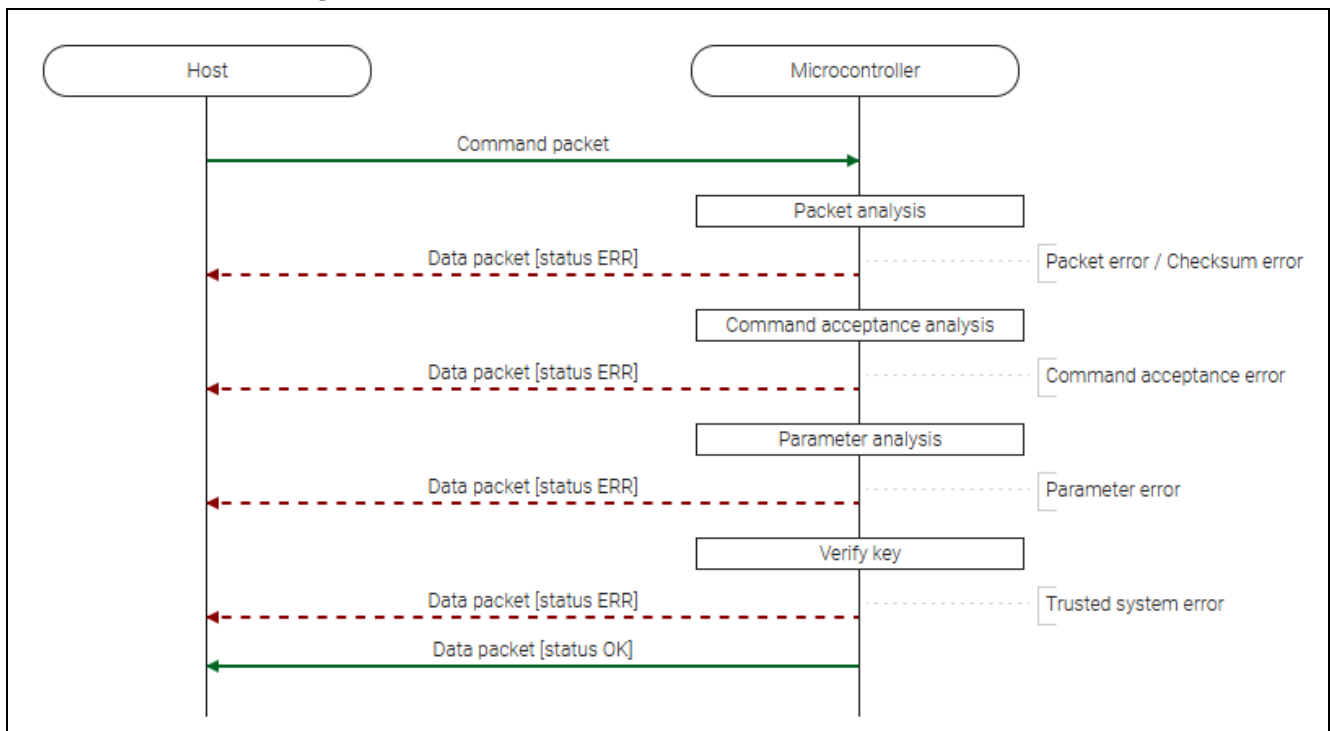 Host
Microcontroller
Command packet
Packet analysis
Data packet [status ERR]
Packet error / Checksum error
Command acceptance analysis
Data packet [status ERR]
Command acceptance error
Parameter analysis
Data packet [status ERR]
Parameter error
Verify key
Data packet [status ERR]
Trusted system error
Data packet [status OK]